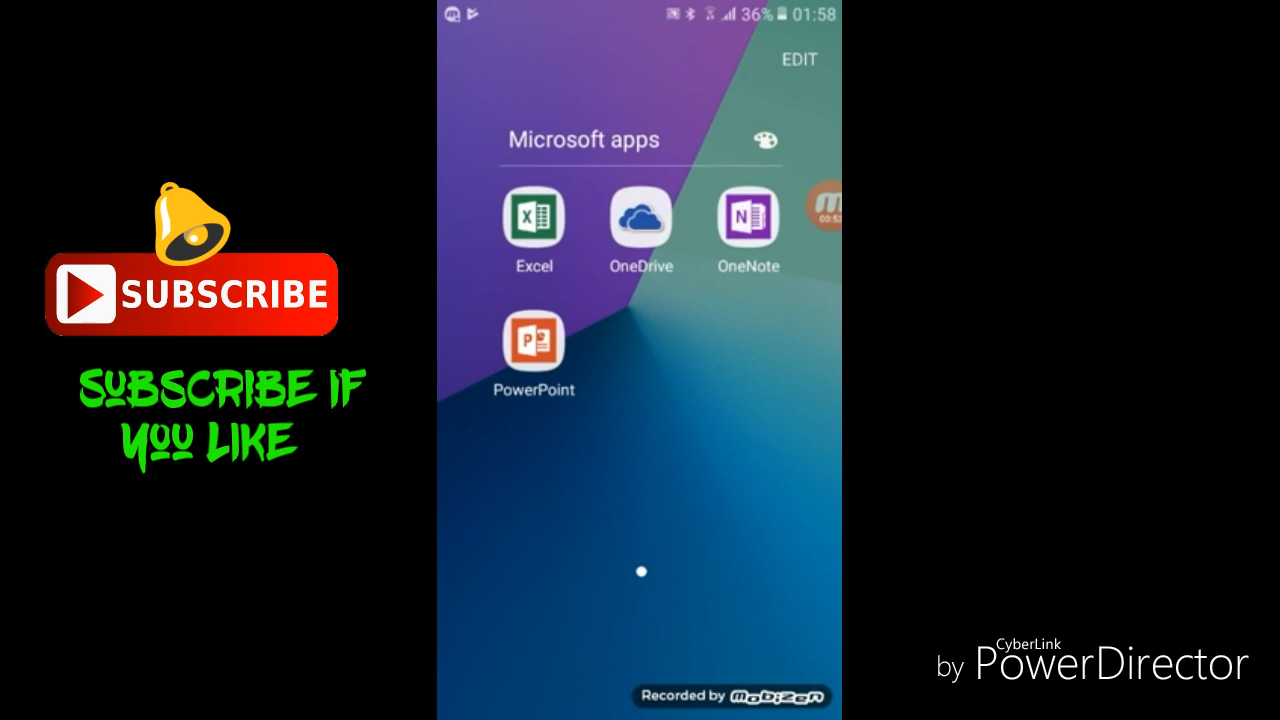 36% 01:58
EDIT
Microsoft apps
X
N
Excel
OneDrive
OneNote
P
PowerPoint
SUBSCRIBE
SUBSCRIBE IF
YOU LIKE
CyberLink
by PowerDirector
Recorded by mobizen